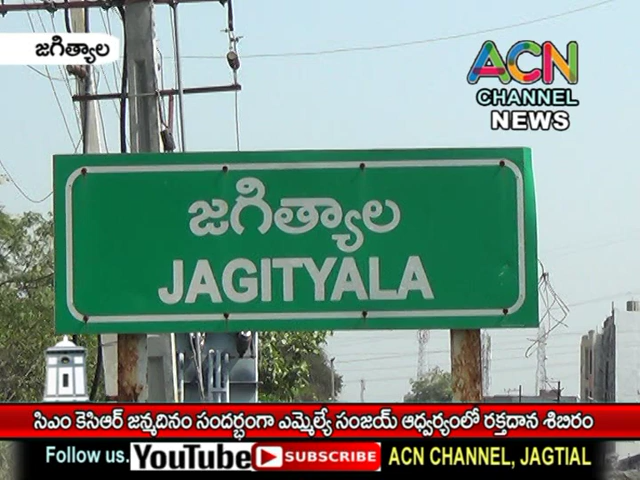 జగిత్యాల
ACN
CHANNEL
NEWS
జగిత్యాల
JAGITYALA
సిఎం కెసిఆర్ జన్మదినం సందర్భంగా ఎమ్మెల్యే సంజయ్ ఆధ్వర్యంలో రక్తదాన శిబిరం
Follow us. YouTube SUBSCRIBE ACN CHANNEL, JAGTIAL